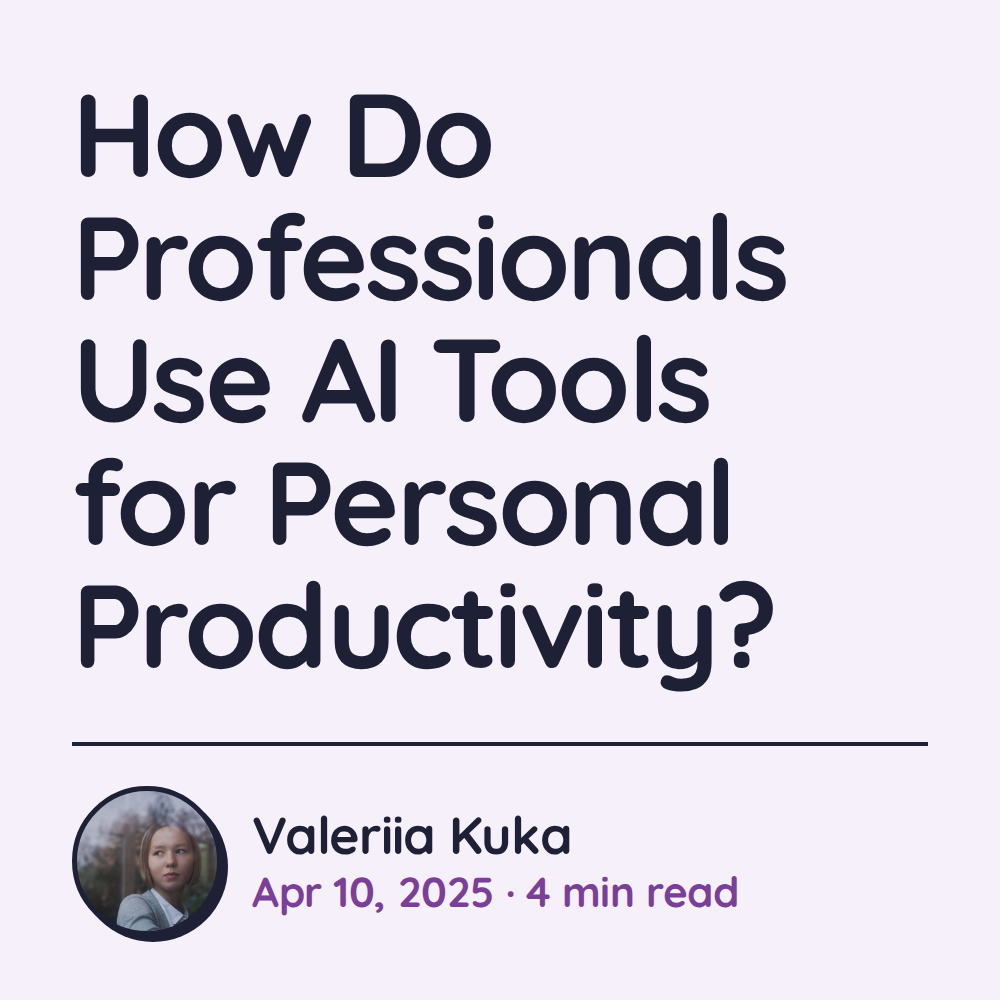 How Do
Professionals
Use AI Tools
for Personal
Productivity?
Valeriia Kuka
Apr 10, 2025 · 4 min read